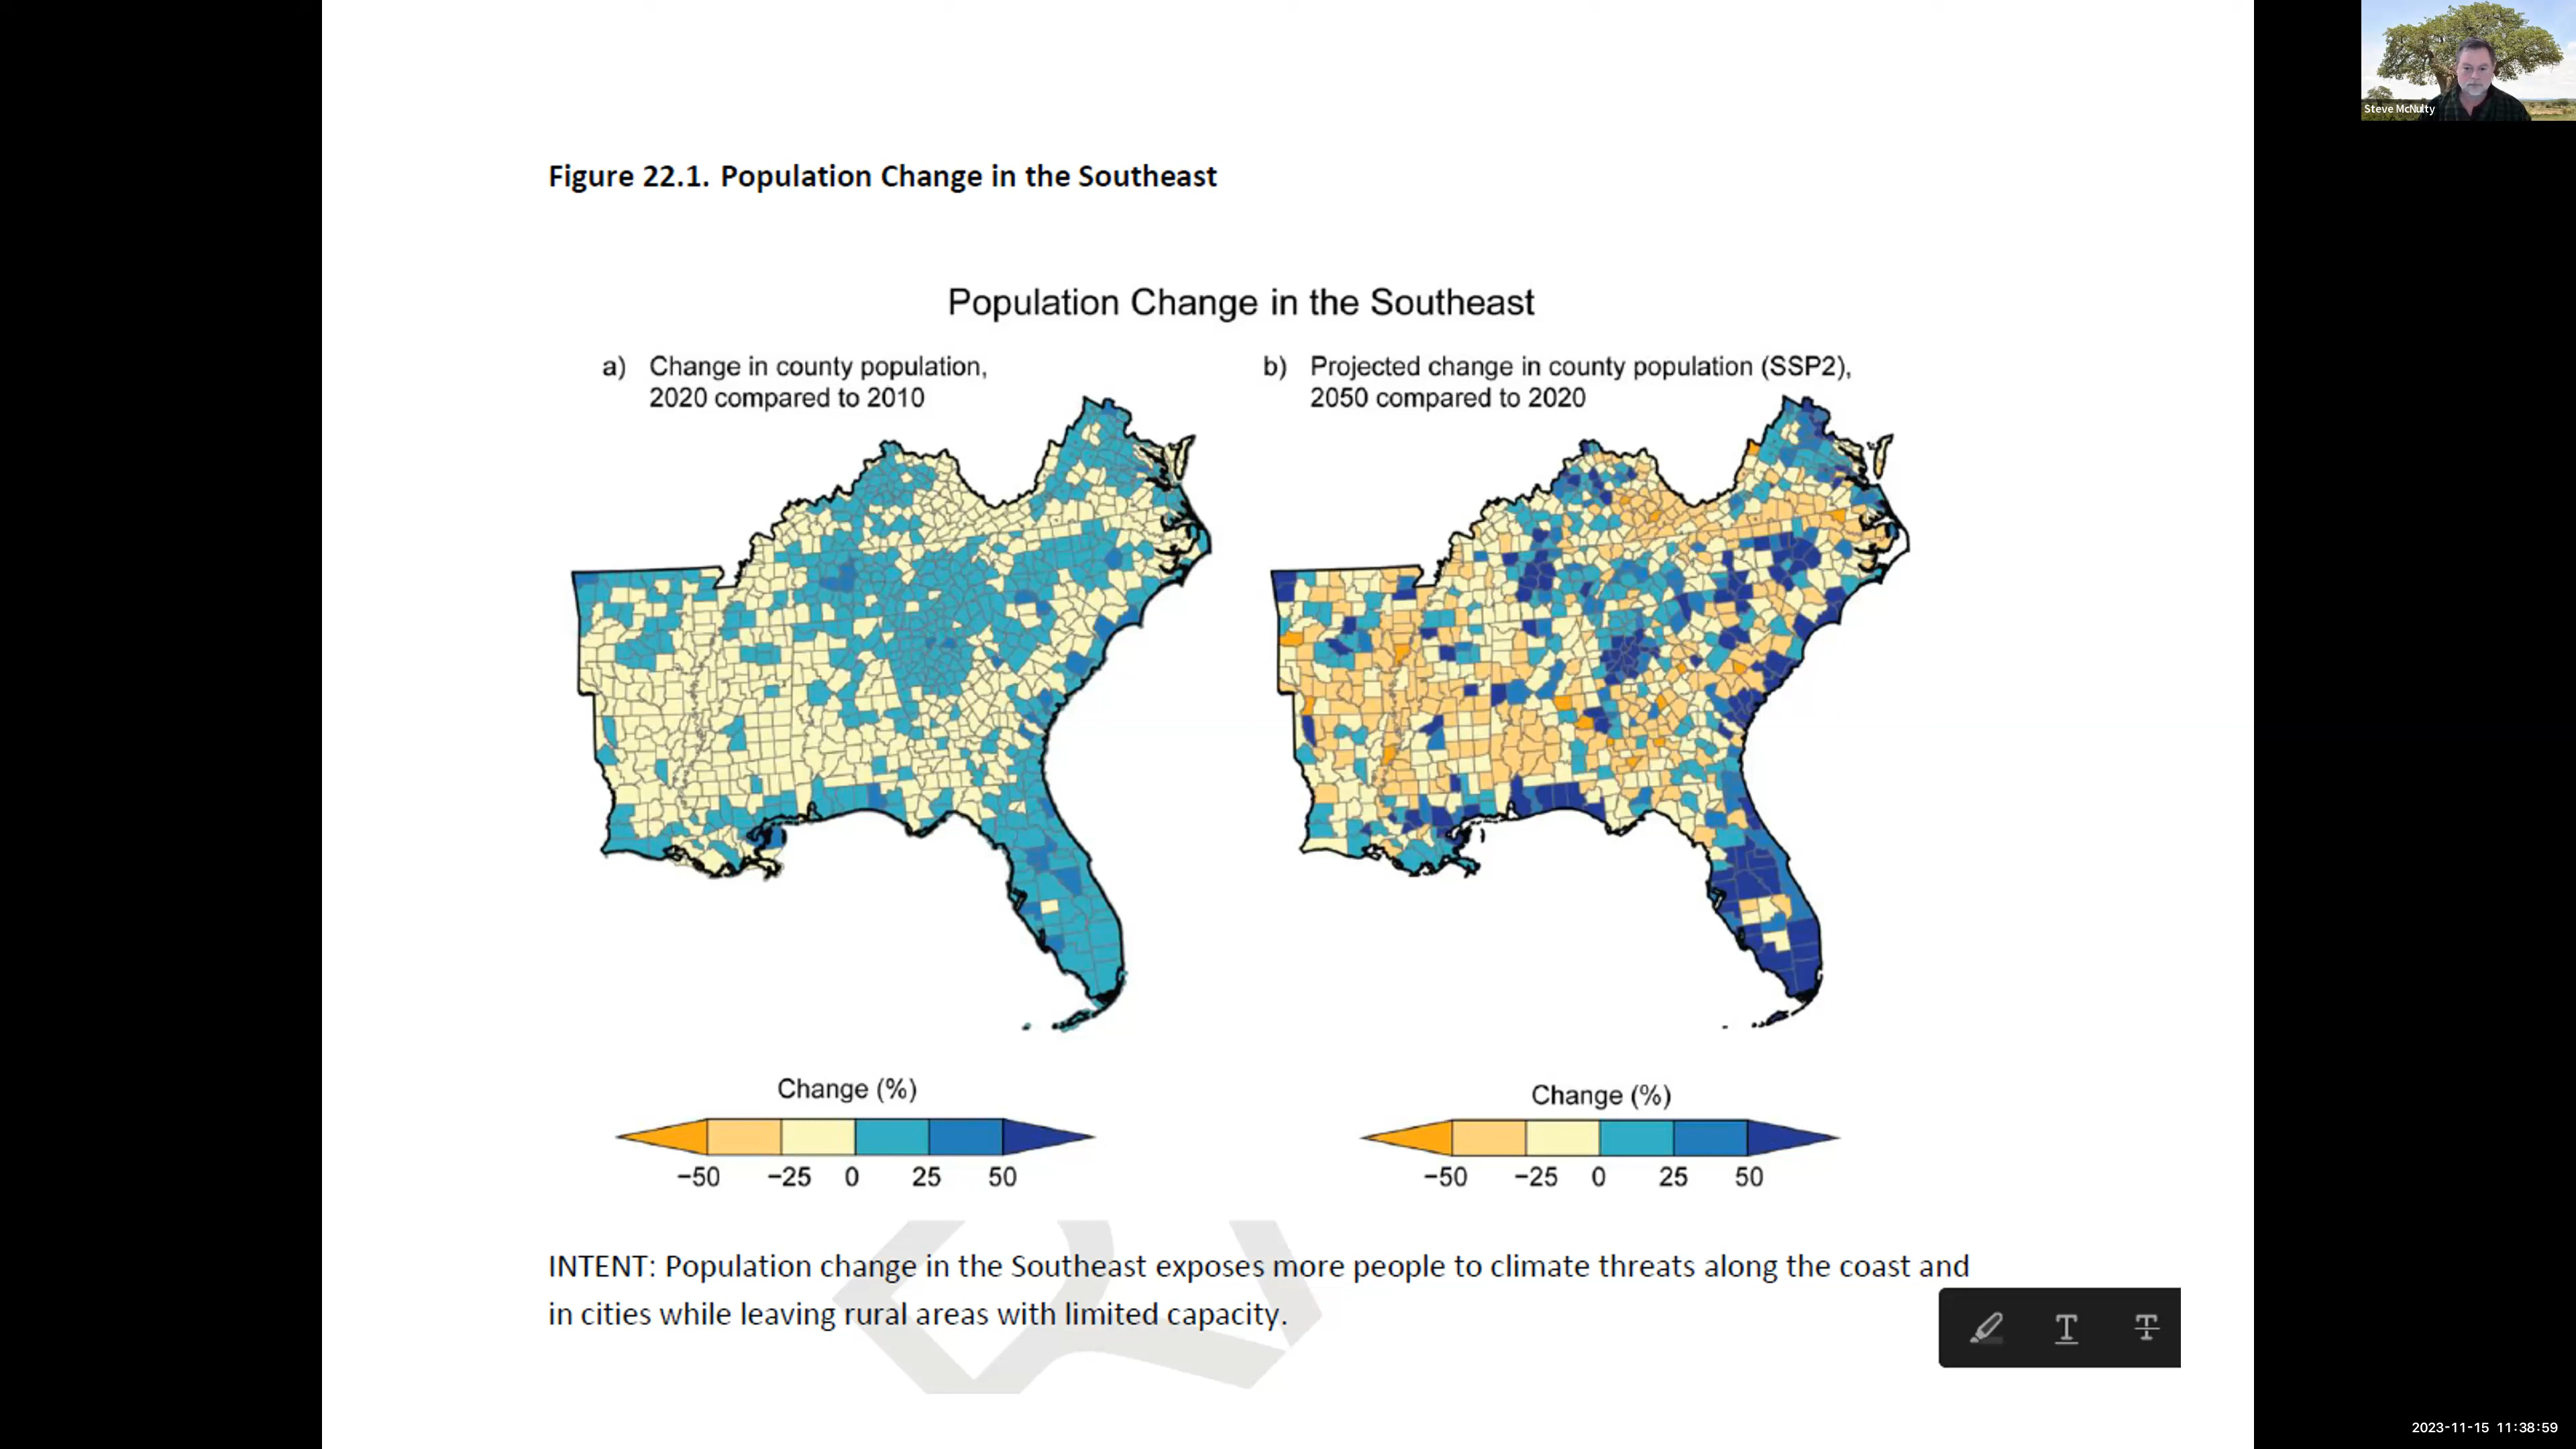 Steve McNulty
Figure 22.1. Population Change in the Southeast
Population Change in the Southeast
a) Change in county population,
2020 compared to 2010
b) Projected change in county population (SSP2),
2050 compared to 2020
Change (%)
−50 −25 0 25 50
Change (%)
−50 −25 0 25 50
INTENT: Population change in the Southeast exposes more people to climate threats along the coast and
in cities while leaving rural areas with limited capacity.
T T
2023-11-15 11:38:59